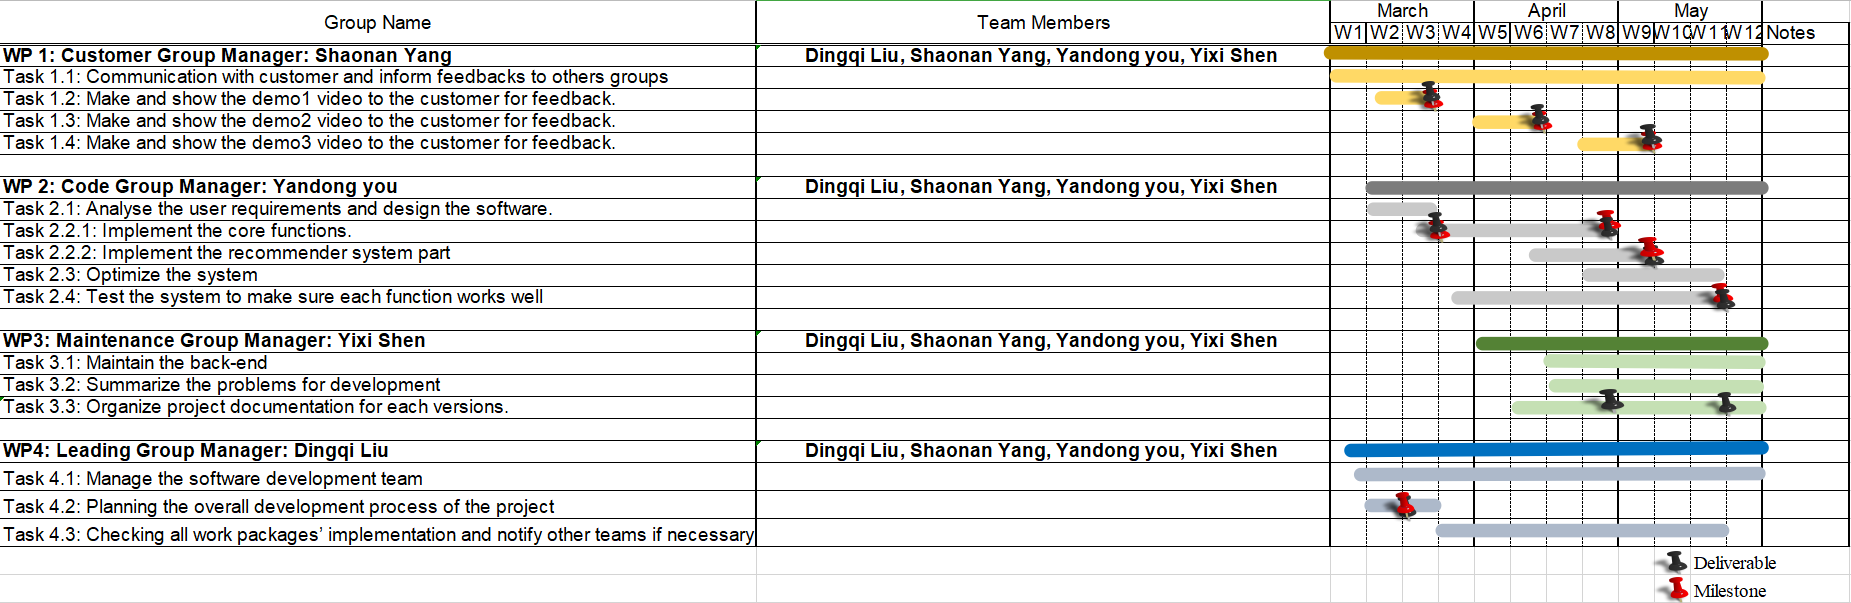 Group Name Team Members March April May
W1 W2 W3 W4 W5 W6 W7 W8 W9 W10 W11 W12 Notes
WP 1: Customer Group Manager: Shaonan Yang Dingqi Liu, Shaonan Yang, Yandong you, Yixi Shen
Task 1.1: Communication with customer and inform feedbacks to others groups
Task 1.2: Make and show the demo1 video to the customer for feedback.
Task 1.3: Make and show the demo2 video to the customer for feedback.
Task 1.4: Make and show the demo3 video to the customer for feedback.
WP 2: Code Group Manager: Yandong you Dingqi Liu, Shaonan Yang, Yandong you, Yixi Shen
Task 2.1: Analyse the user requirements and design the software.
Task 2.2.1: Implement the core functions.
Task 2.2.2: Implement the recommender system part
Task 2.3: Optimize the system
Task 2.4: Test the system to make sure each function works well
WP3: Maintenance Group Manager: Yixi Shen Dingqi Liu, Shaonan Yang, Yandong you, Yixi Shen
Task 3.1: Maintain the back-end
Task 3.2: Summarize the problems for development
Task 3.3: Organize project documentation for each versions.
WP4: Leading Group Manager: Dingqi Liu Dingqi Liu, Shaonan Yang, Yandong you, Yixi Shen
Task 4.1: Manage the software development team
Task 4.2: Planning the overall development process of the project
Task 4.3: Checking all work packages’ implementation and notify other teams if necessary
Deliverable
Milestone